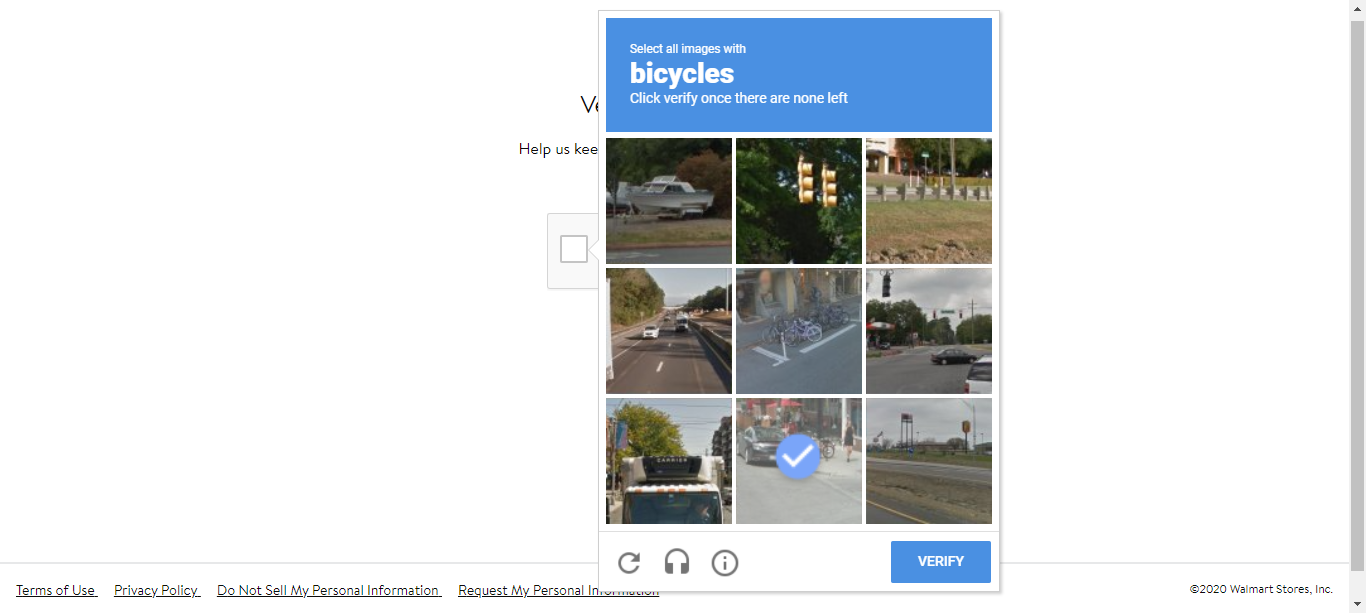 Select all images with
bicycles
Click verify once there are none left
Ve
Help us kee
CARRIER
VERIFY
Terms of Use
Privacy Policy
Do Not Sell My Personal Information
Request My Personal Information
©2020 Walmart Stores, Inc.